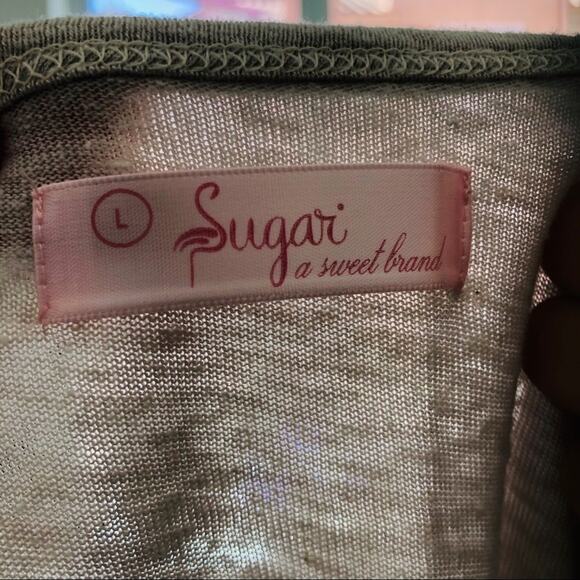 L
Sugar
a sweet brand